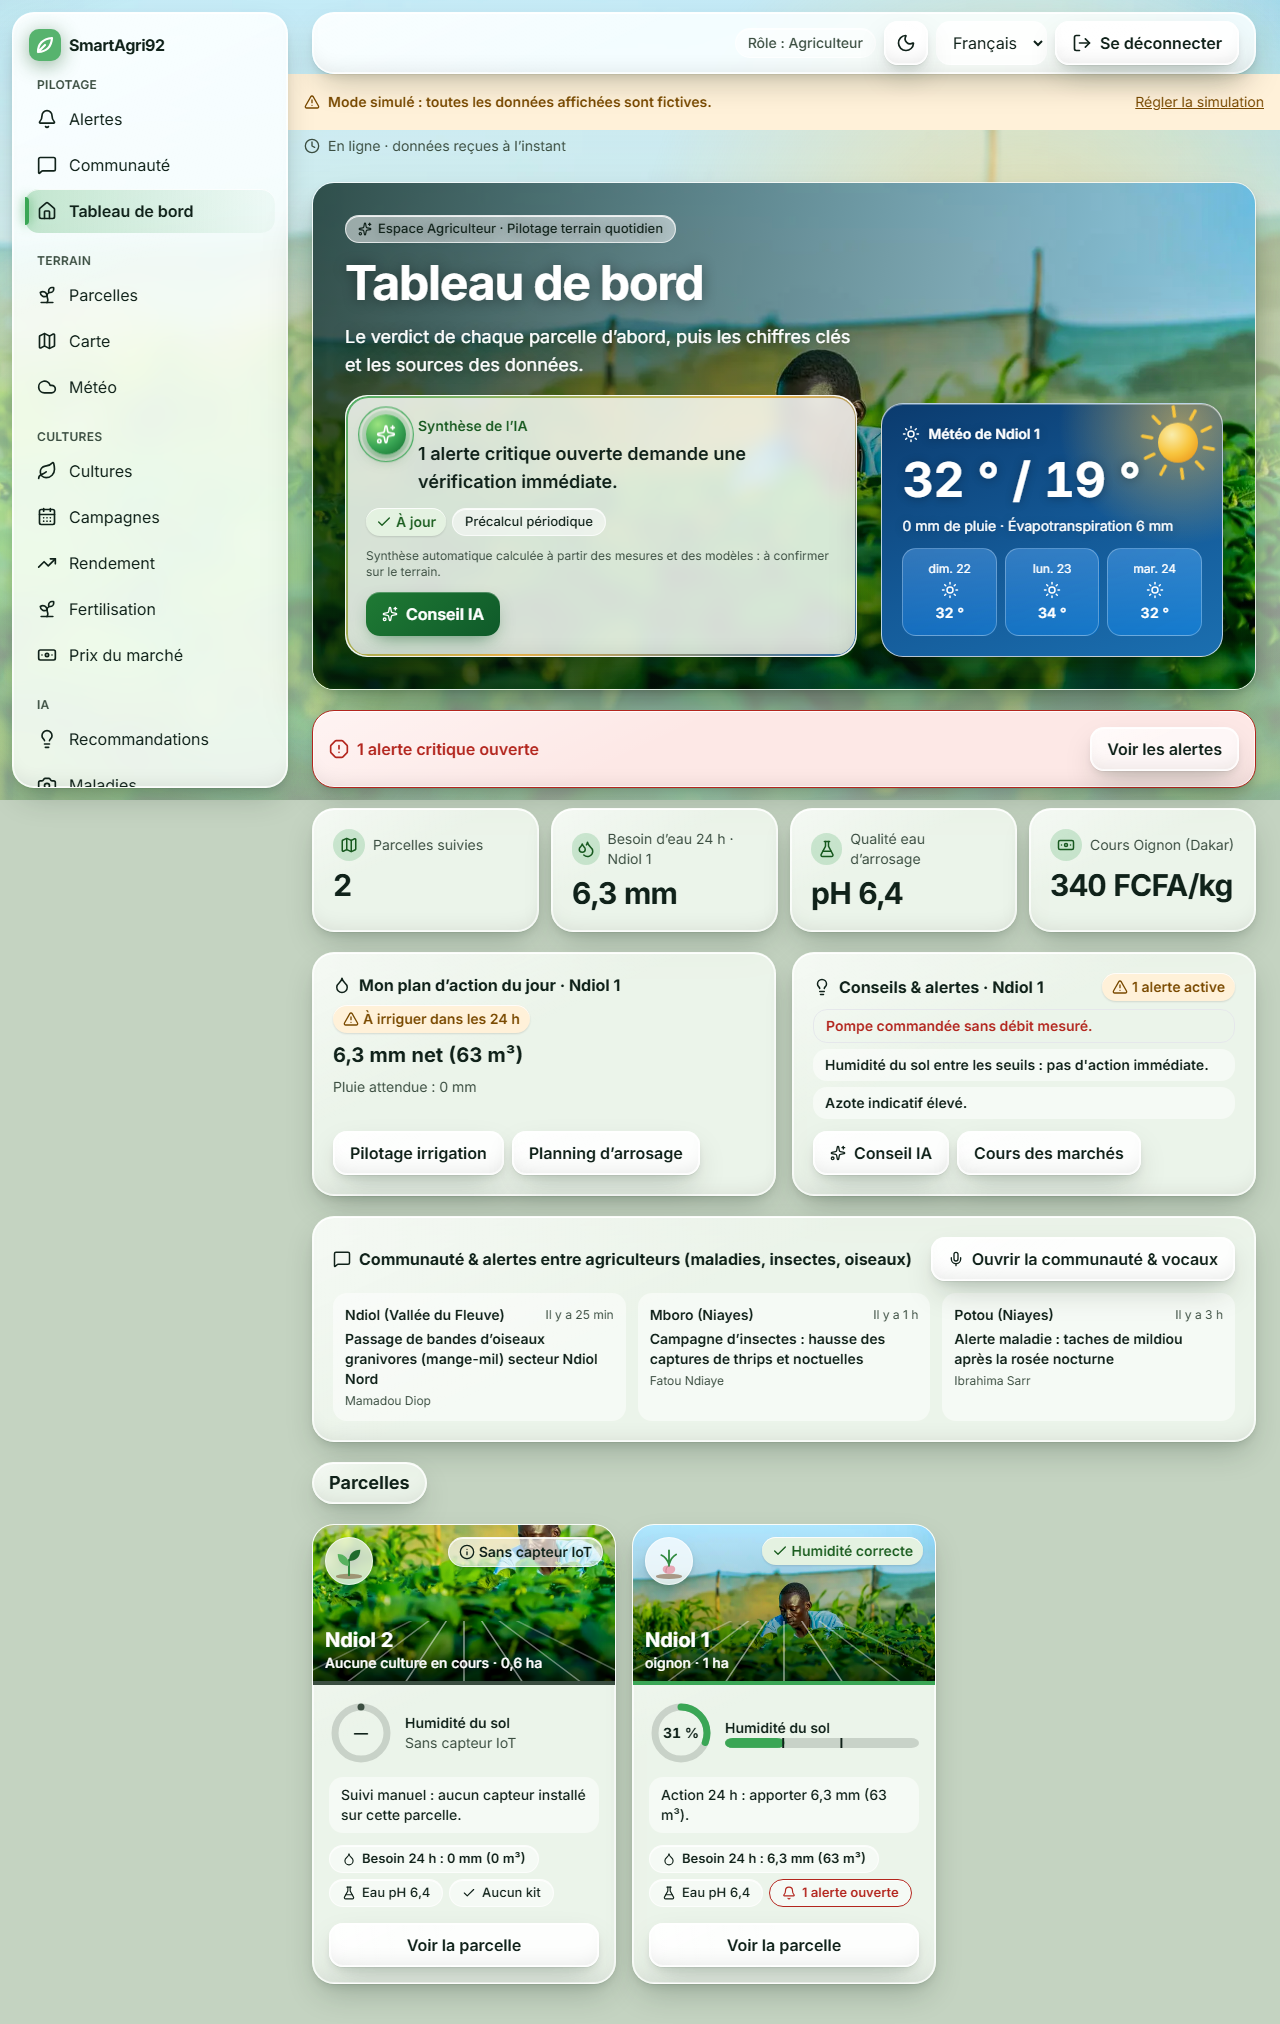 SmartAgri92
PILOTAGE
Alertes
Communauté
Tableau de bord
TERRAIN
Parcelles
Carte
Météo
CULTURES
Cultures
Campagnes
Rendement
Fertilisation
Prix du marché
IA
Recommandations
Maladies
Rôle : Agriculteur
Français
Se déconnecter
Mode simulé : toutes les données affichées sont fictives.
Régler la simulation
En ligne · données reçues à l’instant
Espace Agriculteur · Pilotage terrain quotidien
Tableau de bord
Le verdict de chaque parcelle d’abord, puis les chiffres clés
et les sources des données.
Synthèse de l’IA
1 alerte critique ouverte demande une
vérification immédiate.
À jour
Précalcul périodique
Synthèse automatique calculée à partir des mesures et des modèles : à confirmer
sur le terrain.
Conseil IA
Météo de Ndiol 1
32 ° / 19 °
0 mm de pluie · Évapotranspiration 6 mm
dim. 22
32 °
lun. 23
34 °
mar. 24
32 °
1 alerte critique ouverte
Voir les alertes
Parcelles suivies
2
Besoin d’eau 24 h ·
Ndiol 1
6,3 mm
Qualité eau
d’arrosage
pH 6,4
Cours Oignon (Dakar)
340 FCFA/kg
Mon plan d’action du jour · Ndiol 1
À irriguer dans les 24 h
6,3 mm net (63 m³)
Pluie attendue : 0 mm
Pilotage irrigation
Planning d’arrosage
Conseils & alertes · Ndiol 1
1 alerte active
Pompe commandée sans débit mesuré.
Humidité du sol entre les seuils : pas d'action immédiate.
Azote indicatif élevé.
Conseil IA
Cours des marchés
Communauté & alertes entre agriculteurs (maladies, insectes, oiseaux)
Ouvrir la communauté & vocaux
Ndiol (Vallée du Fleuve)
Il y a 25 min
Passage de bandes d’oiseaux
granivores (mange-mil) secteur Ndiol
Nord
Mamadou Diop
Mboro (Niayes)
Il y a 1 h
Campagne d’insectes : hausse des
captures de thrips et noctuelles
Fatou Ndiaye
Potou (Niayes)
Il y a 3 h
Alerte maladie : taches de mildiou
après la rosée nocturne
Ibrahima Sarr
Parcelles
Sans capteur IoT
Ndiol 2
Aucune culture en cours · 0,6 ha
—
Humidité du sol
Sans capteur IoT
Suivi manuel : aucun capteur installé
sur cette parcelle.
Besoin 24 h : 0 mm (0 m³)
Eau pH 6,4
Aucun kit
Voir la parcelle
Humidité correcte
Ndiol 1
oignon · 1 ha
31 %
Humidité du sol
Action 24 h : apporter 6,3 mm (63
m³).
Besoin 24 h : 6,3 mm (63 m³)
Eau pH 6,4
1 alerte ouverte
Voir la parcelle